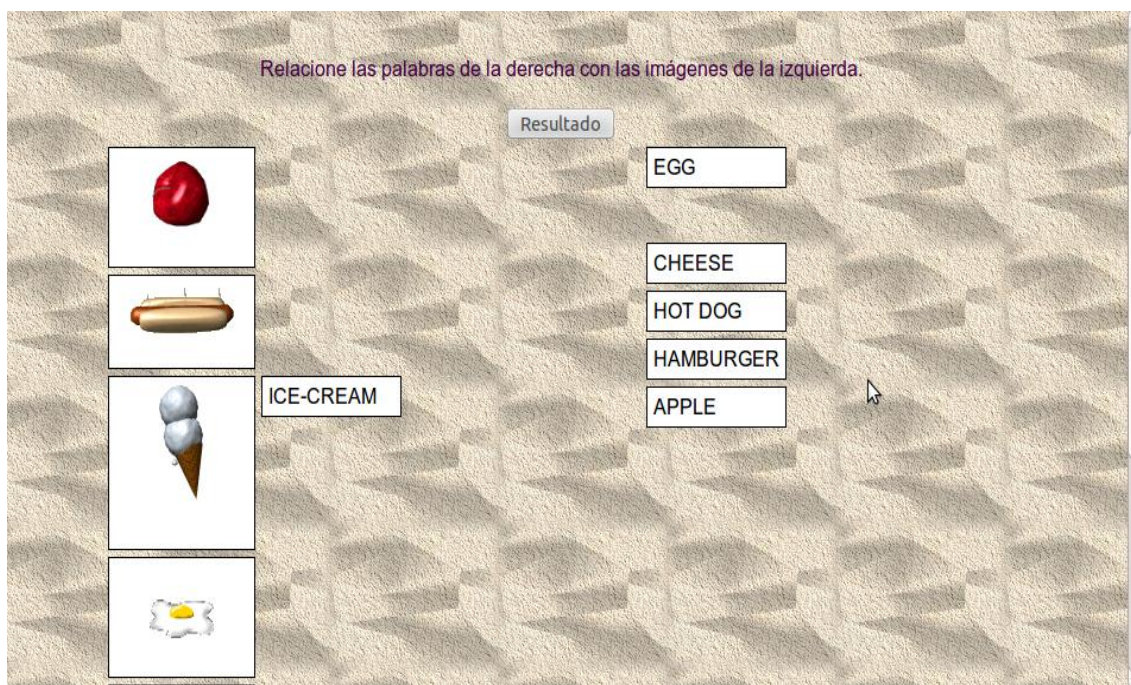 Relacione las palabras de la derecha con las imágenes de la izquierda.
Resultado
EGG
CHEESE
HOT DOG
HAMBURGER
ICE-CREAM
APPLE